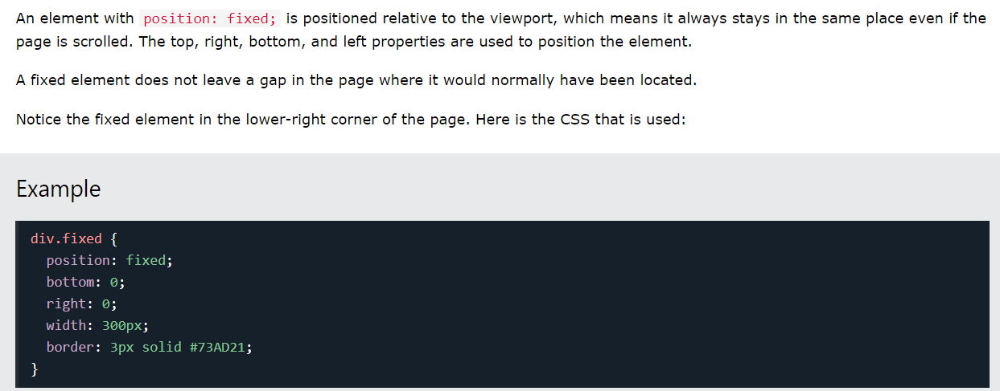 An element with position: fixed; is positioned relative to the viewport, which means it always stays in the same place even if the
page is scrolled. The top, right, bottom, and left properties are used to position the element.
A fixed element does not leave a gap in the page where it would normally have been located.
Notice the fixed element in the lower-right corner of the page. Here is the CSS that is used:
Example
div.fixed {
  position: fixed;
  bottom: 0;
  right: 0;
  width: 300px;
  border: 3px solid #73AD21;
}